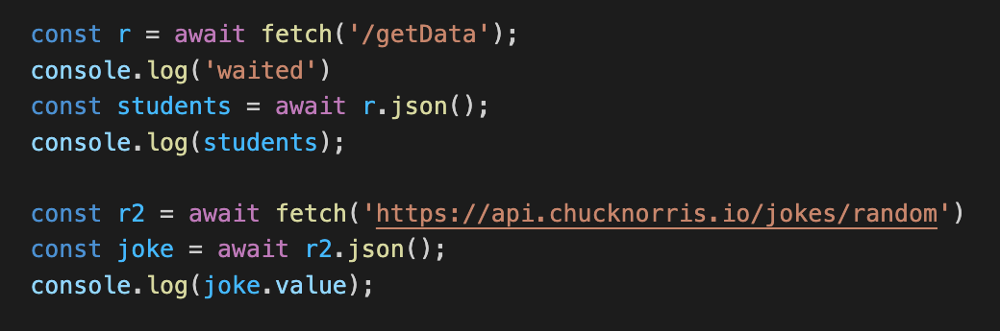 const r = await fetch('/getData');
console.log('waited')
const students = await r.json();
console.log(students);
const r2 = await fetch('https://api.chucknorris.io/jokes/random')
const joke = await r2.json();
console.log(joke.value);